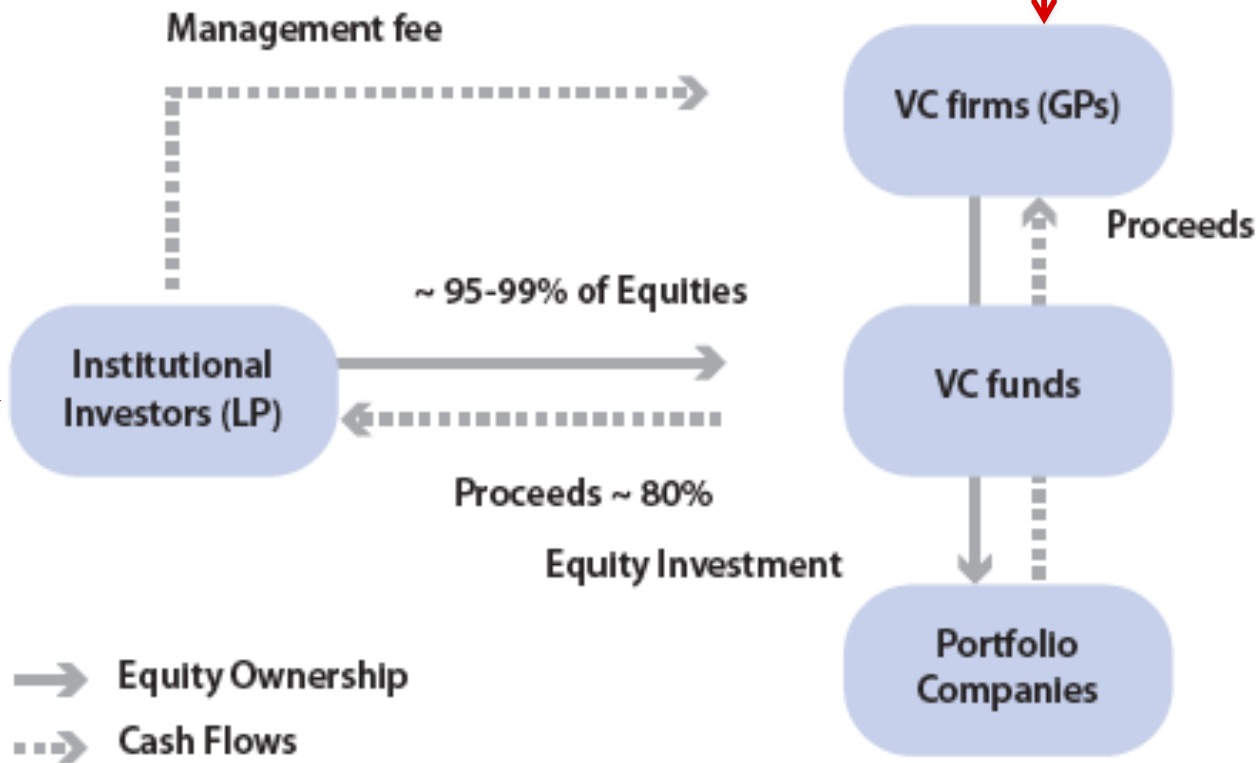 Management fee
VC firms (GPs)
Proceeds
~ 95-99% of Equities
Institutional
Investors (LP)
VC funds
Proceeds ~ 80%
Equity Investment
Portfolio
Companies
Equity Ownership
Cash Flows